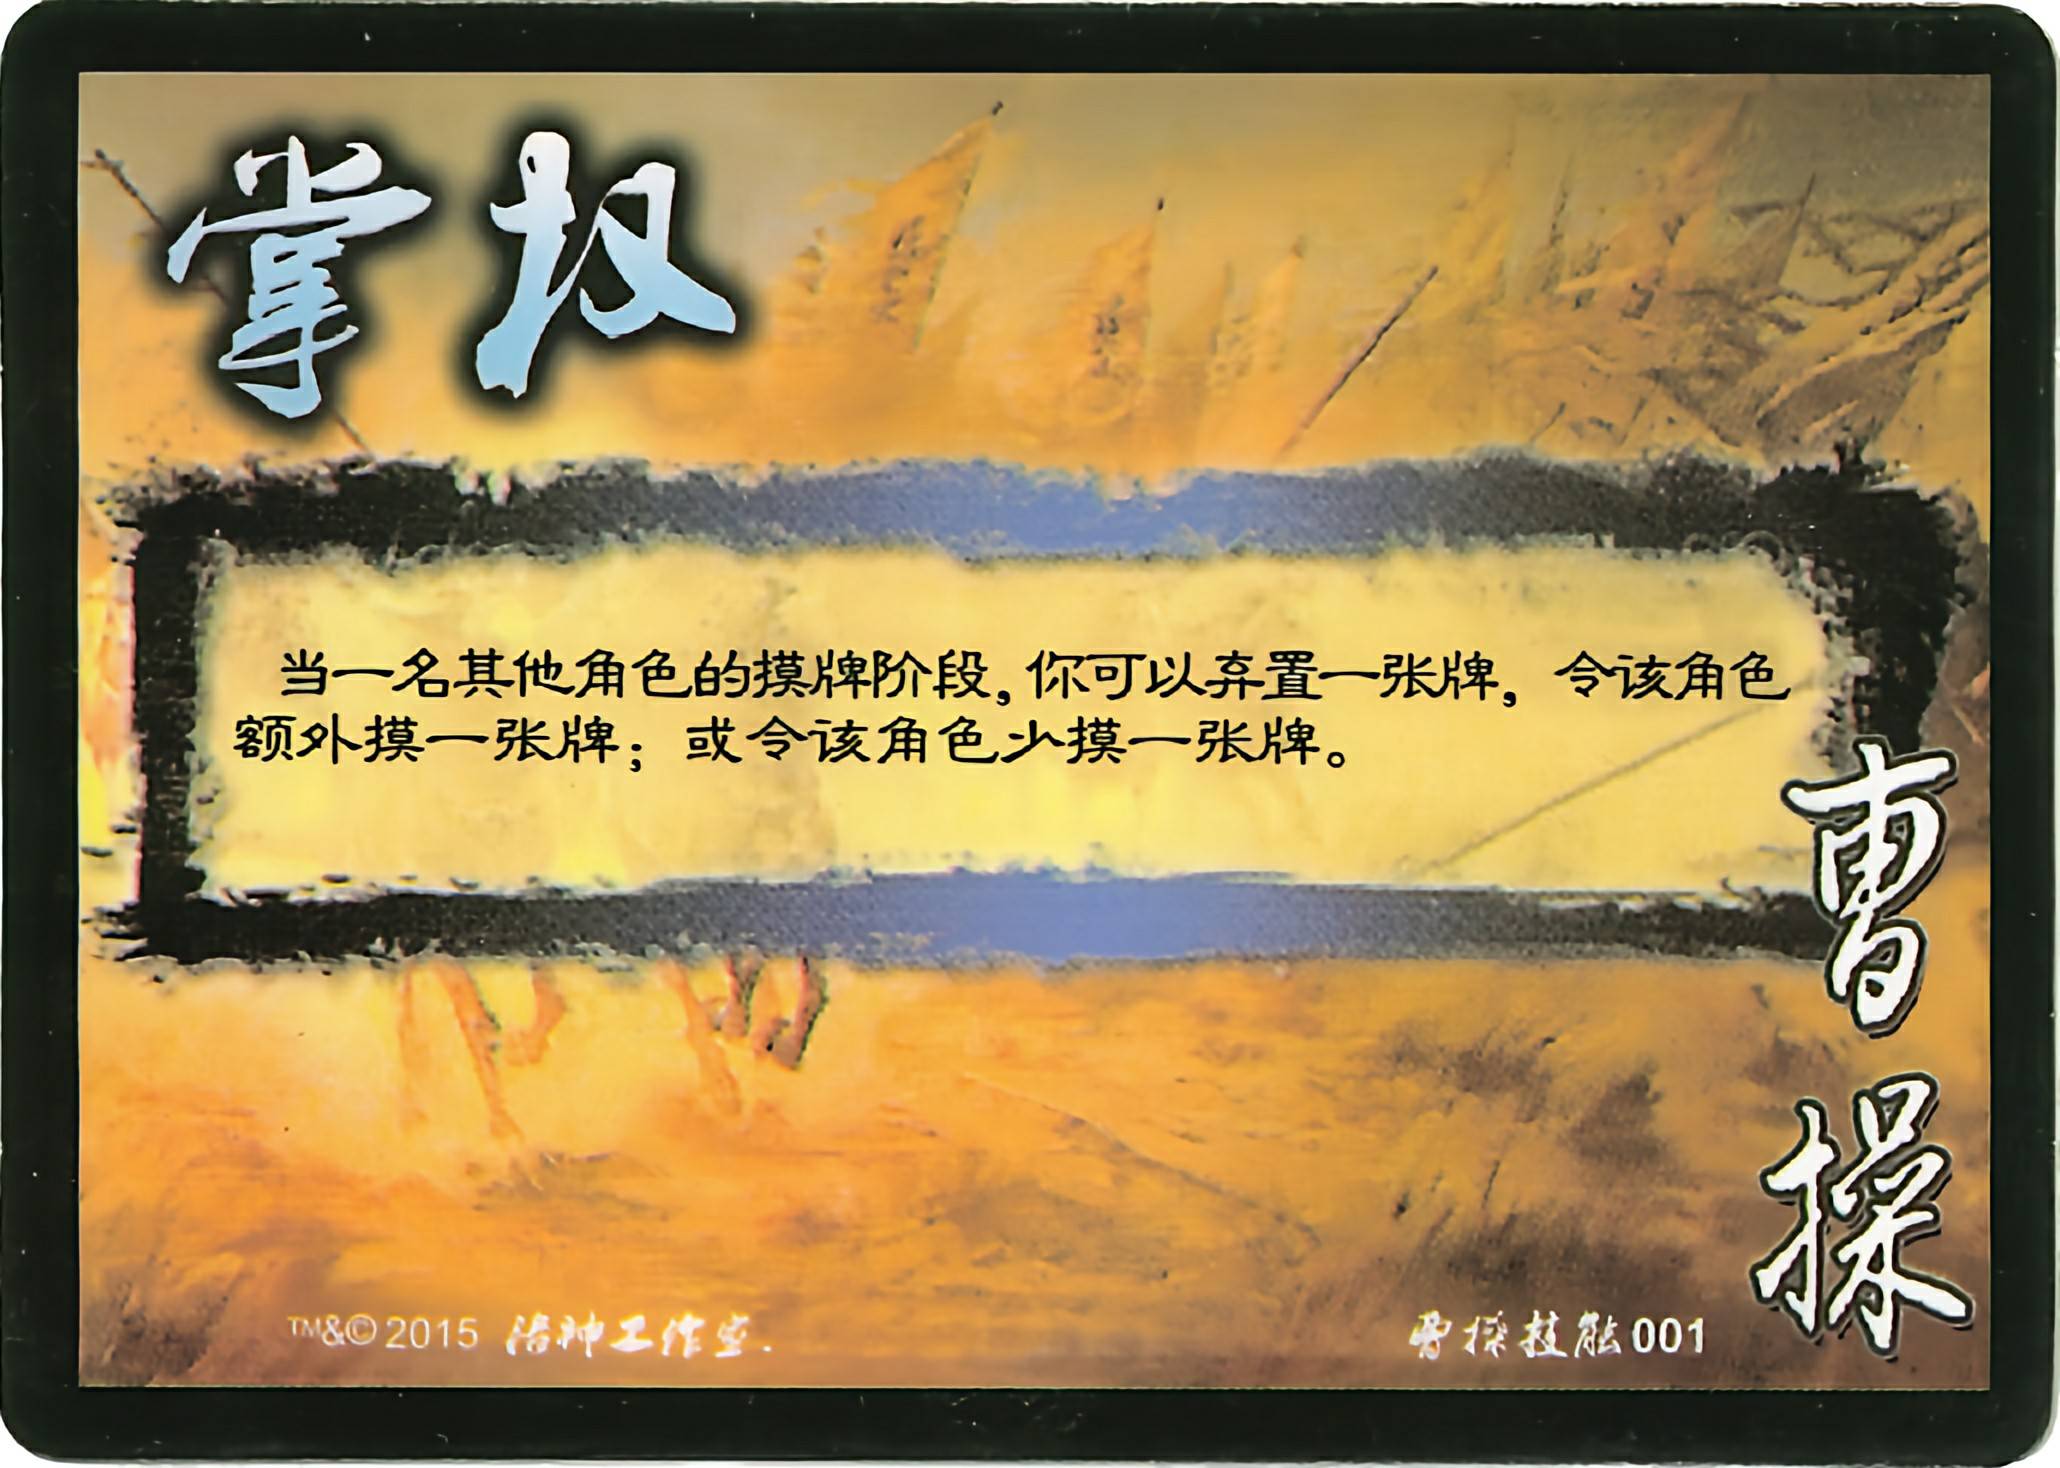 掌权
当一名其他角色的摸牌阶段,你可以弃置一张牌，令该角色
额外摸一张牌；或令该角色少摸一张牌。
曹操
™&©2015 洛神工作室.
曹操技能001